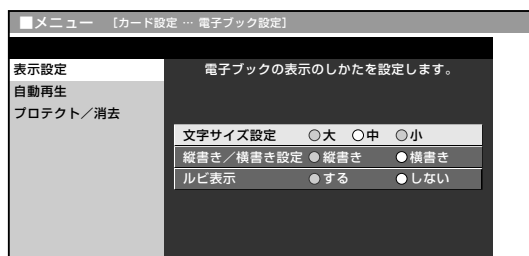 ■メニュー [カード設定 … 電子ブック設定]
表示設定
自動再生
プロテクト／消去
電子ブックの表示のしかたを設定します。
文字サイズ設定 ○大 ○中 ○小
縦書き／横書き設定 ●縦書き ●横書き
ルビ表示 ●する ●しない